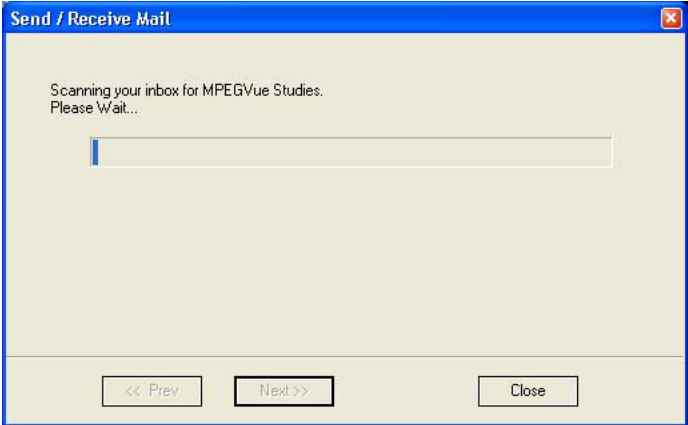 Send / Receive Mail
Scanning your inbox for MPEGVue Studies.
Please Wait...
<< Prev
Next >>
Close